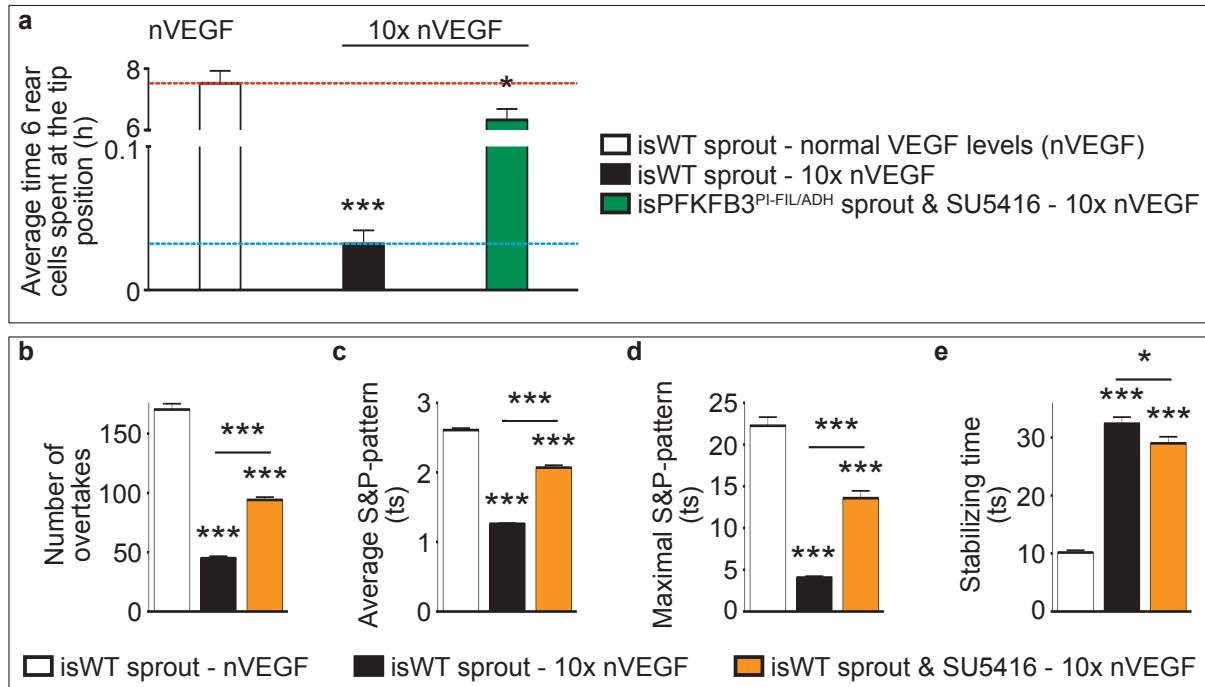 a
nVEGF
10x nVEGF
Average time 6 rear
cells spent at the tip
position (h)
8
6
0.1
0
***
*
isWT sprout - normal VEGF levels (nVEGF)
isWT sprout - 10x nVEGF
isPFKFB3PI-FIL/ADH sprout & SU5416 - 10x nVEGF
b
Number of
overtakes
150
100
50
0
***
***
***
c
Average S&P-pattern
(ts)
3
2
1
0
***
***
***
d
Maximal S&P-pattern
(ts)
25
20
15
10
5
0
***
***
***
e
Stabilizing time
(ts)
30
20
10
0
*
***
***
isWT sprout - nVEGF
isWT sprout - 10x nVEGF
isWT sprout & SU5416 - 10x nVEGF